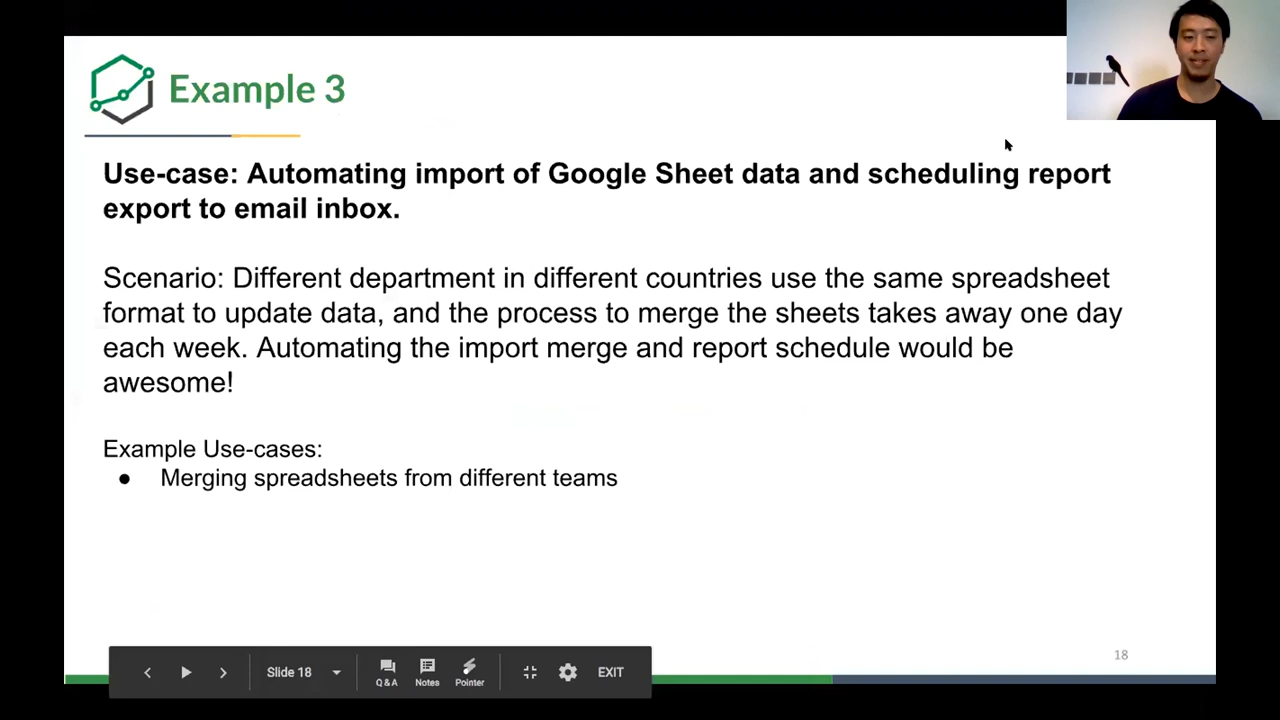 Example 3
Use-case: Automating import of Google Sheet data and scheduling report
export to email inbox.
Scenario: Different department in different countries use the same spreadsheet
format to update data, and the process to merge the sheets takes away one day
each week. Automating the import merge and report schedule would be
awesome!
Example Use-cases:
● Merging spreadsheets from different teams
18
Slide 18
Q&A
Notes
Pointer
EXIT